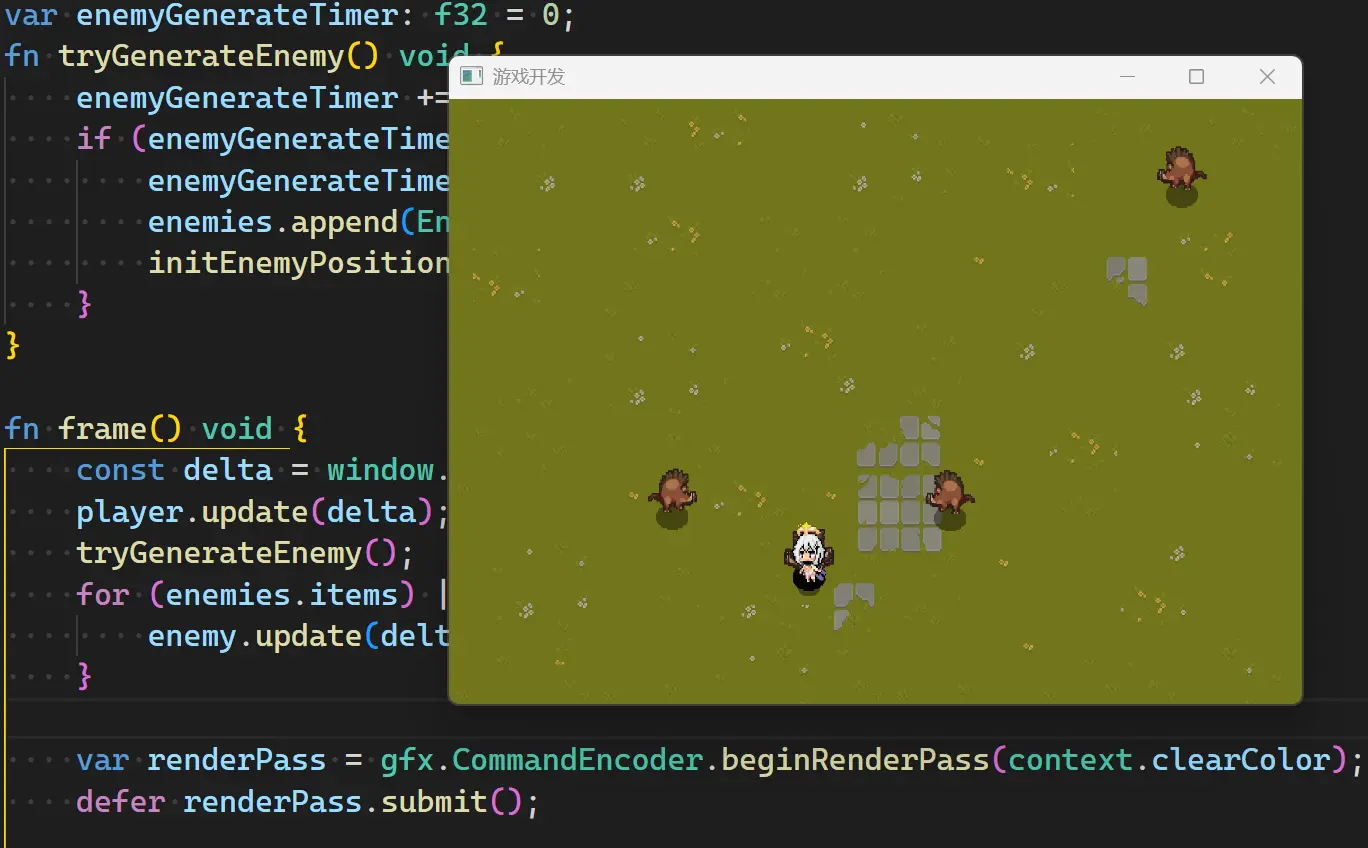 var enemyGenerateTimer: f32 = 0;
fn tryGenerateEnemy() void {
enemyGenerateTimer +=
if (enemyGenerateTime
enemyGenerateTime
enemies.append(En
initEnemyPosition
}
}
fn frame() void {
const delta = window.
player.update(delta);
tryGenerateEnemy();
for (enemies.items) |
enemy.update(delt
}
var renderPass = gfx.CommandEncoder.beginRenderPass(context.clearColor);
defer renderPass.submit();
游戏开发